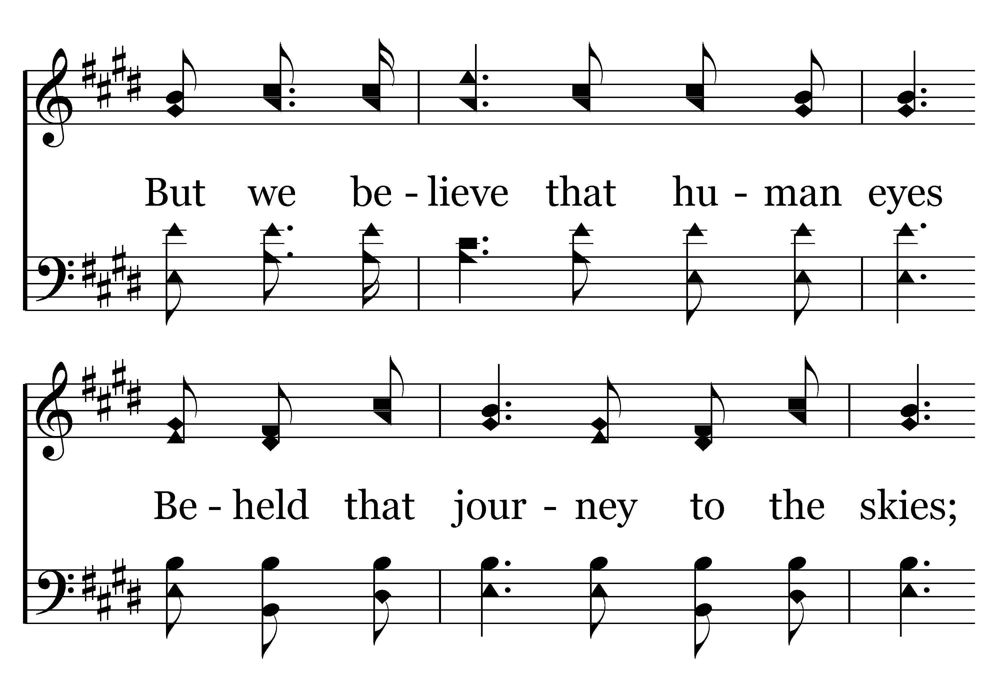 But we be - lieve that hu - man eyes
Be - held that jour - ney to the skies;